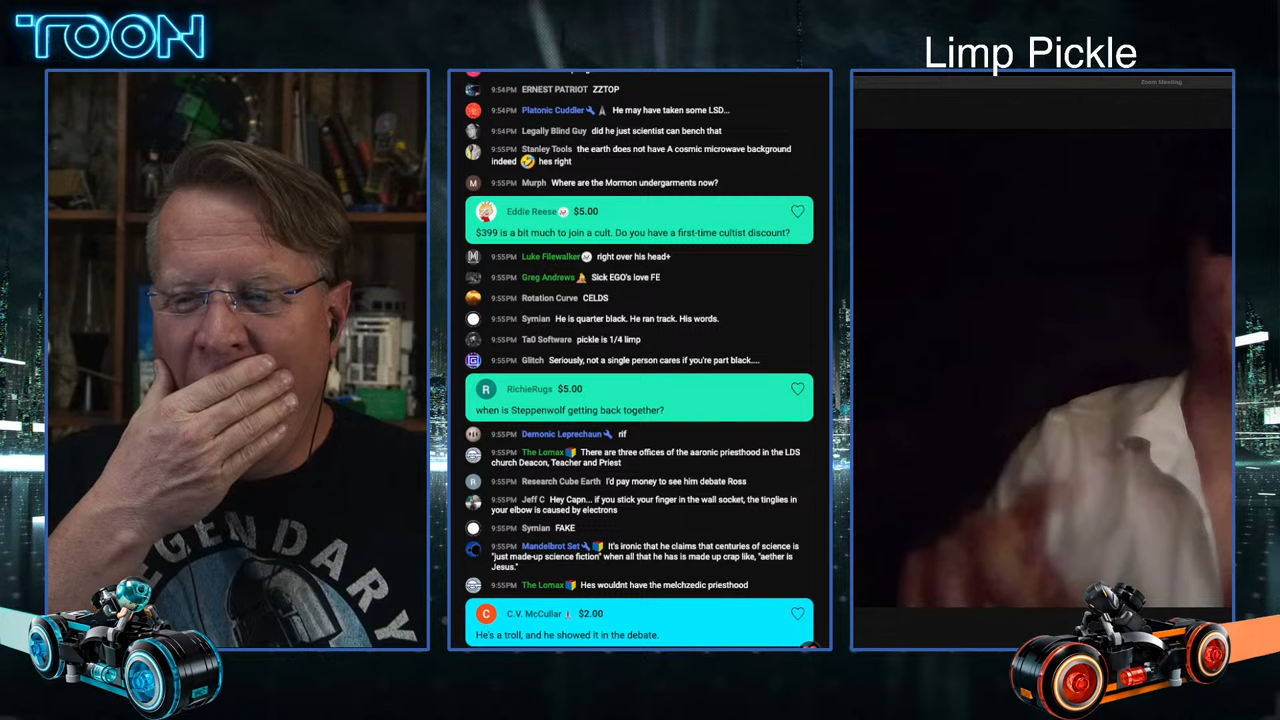 TOON
Limp Pickle
Zoom Meeting
9:54PM ERNEST PATRIOT ZZTOP
9:54PM Platonic Cuddler He may have taken some LSD...
9:54PM Legally Blind Guy did he just scientist can bench that
9:55PM Stanley Tools the earth does not have A cosmic microwave background
indeed 🤣 hes right
M 9:55PM Murph Where are the Mormon undergarments now?
Eddie Reese $5.00
$399 is a bit much to join a cult. Do you have a first-time cultist discount?
9:55PM Luke Filewalker right over his head+
9:55PM Greg Andrews Sick EGO's love FE
9:55PM Rotation Curve CELDS
9:55PM Symian He is quarter black. He ran track. His words.
9:55PM Ta0 Software pickle is 1/4 limp
9:55PM Glitch Seriously, not a single person cares if you're part black....
R RichieRugs $5.00
when is Steppenwolf getting back together?
9:55PM Demonic Leprechaun rif
9:55PM The Lomax There are three offices of the aaronic priesthood in the LDS
church Deacon, Teacher and Priest
R 9:55PM Research Cube Earth I'd pay money to see him debate Ross
9:55PM Jeff C Hey Capn... if you stick your finger in the wall socket, the tinglies in
your elbow is caused by electrons
9:55PM Symian FAKE
9:55PM Mandelbrot Set It's ironic that he claims that centuries of science is
"just made-up science fiction" when all that he has is made up crap like, "aether is
Jesus."
9:55PM The Lomax Hes wouldnt have the melchzedic priesthood
C C.V. McCullar $2.00
He's a troll, and he showed it in the debate.
LEGENDARY